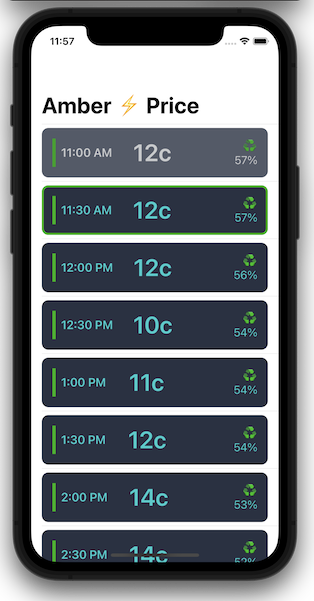 11:57
Amber ⚡ Price
11:00 AM 12c 57%
11:30 AM 12c 57%
12:00 PM 12c 56%
12:30 PM 10c 54%
1:00 PM 11c 54%
1:30 PM 12c 54%
2:00 PM 14c 53%
2:30 PM 14c 52%